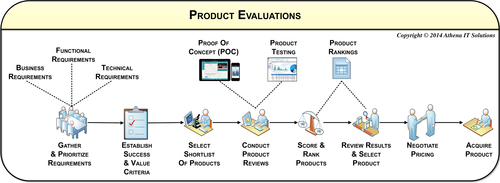 PRODUCT EVALUATIONS
Copyright © 2014 Athena IT Solutions
FUNCTIONAL
REQUIREMENTS
BUSINESS
REQUIREMENTS
TECHNICAL
REQUIREMENTS
PROOF OF
CONCEPT (POC)
PRODUCT
TESTING
PRODUCT
RANKINGS
GATHER
& PRIORITIZE
REQUIREMENTS
ESTABLISH
SUCCESS
& VALUE
CRITERIA
SELECT
SHORTLIST
OF PRODUCTS
CONDUCT
PRODUCT
REVIEWS
SCORE &
RANK
PRODUCTS
REVIEW RESULTS
& SELECT
PRODUCT
NEGOTIATE
PRICING
ACQUIRE
PRODUCT